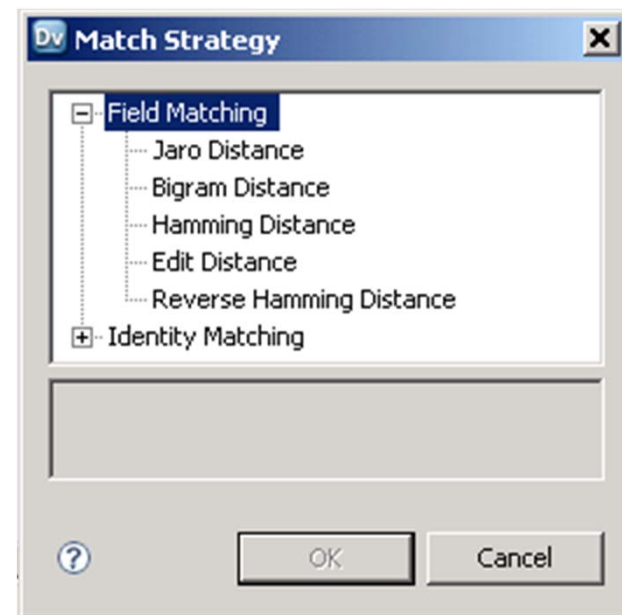 Dv Match Strategy
Field Matching
Jaro Distance
Bigram Distance
Hamming Distance
Edit Distance
Reverse Hamming Distance
Identity Matching
OK Cancel